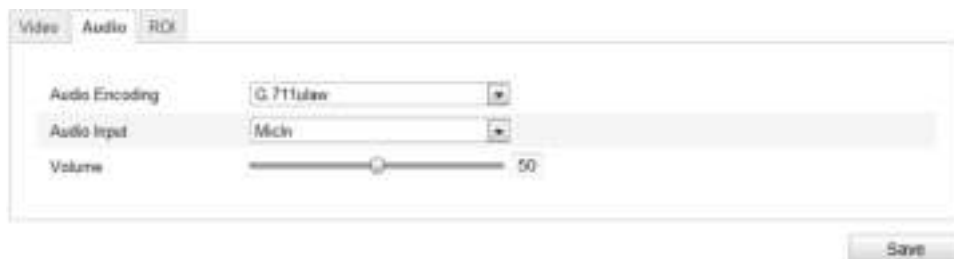 Video Audio ROI
Audio Encoding G.711ulaw
Audio Input MicIn
Volume 50
Save